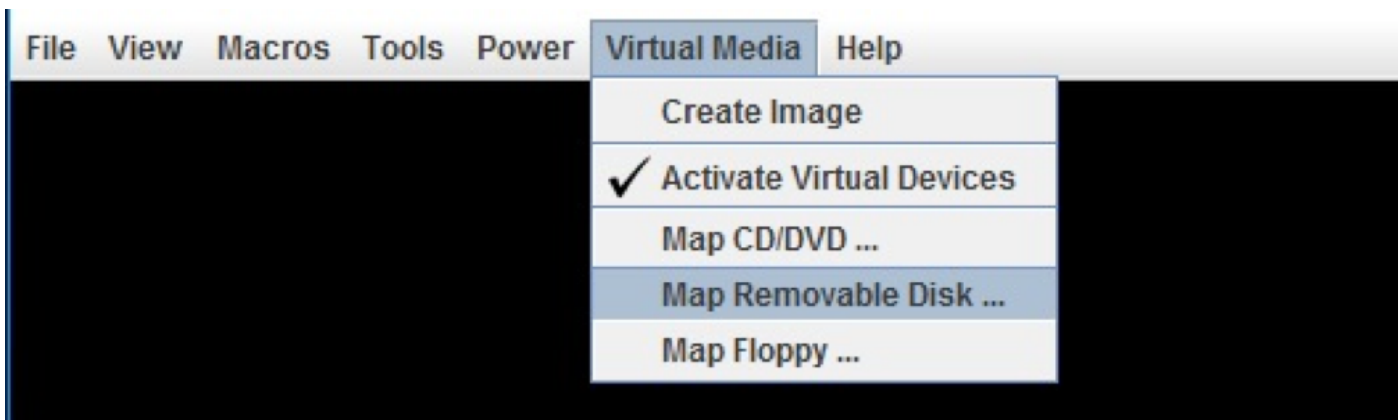 File View Macros Tools Power Virtual Media Help
Create Image
Activate Virtual Devices
Map CD/DVD ...
Map Removable Disk ...
Map Floppy ...